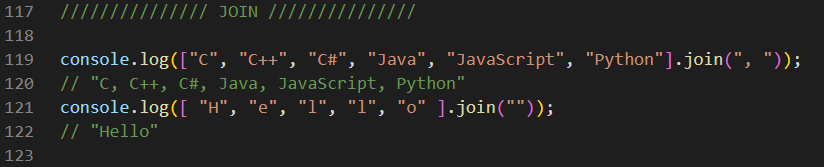 117 /////////////// JOIN ///////////////
118
119 console.log(["C", "C++", "C#", "Java", "JavaScript", "Python"].join(", "));
120 // "C, C++, C#, Java, JavaScript, Python"
121 console.log([ "H", "e", "l", "l", "o" ].join(""));
122 // "Hello"
123